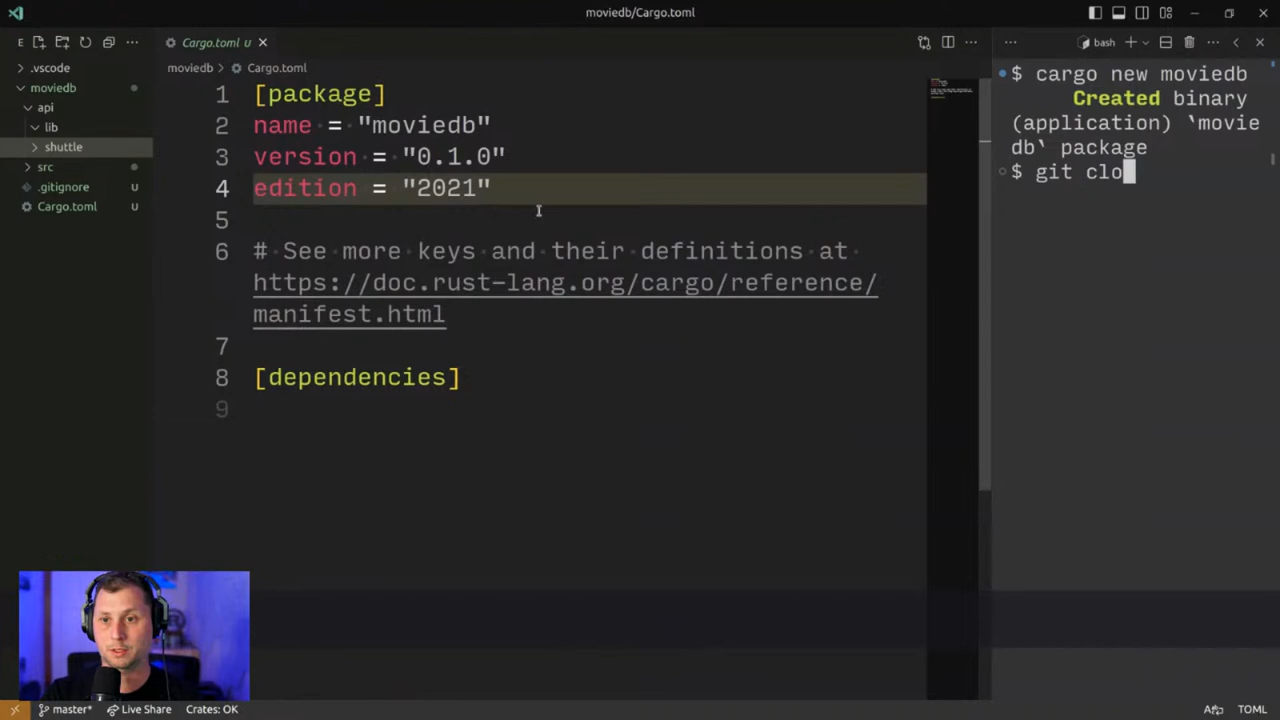 moviedb/Cargo.toml
E
Cargo.toml U
bash
.vscode
moviedb
api
lib
shuttle
src
.gitignore U
Cargo.toml U
moviedb > Cargo.toml
1 [package]
2 name = "moviedb"
3 version = "0.1.0"
4 edition = "2021"
5
6 # See more keys and their definitions at
https://doc.rust-lang.org/cargo/reference/
manifest.html
7
8 [dependencies]
9
$ cargo new moviedb
Created binary
(application) `movie
db` package
$ git clo
master*
Live Share
Crates: OK
TOML